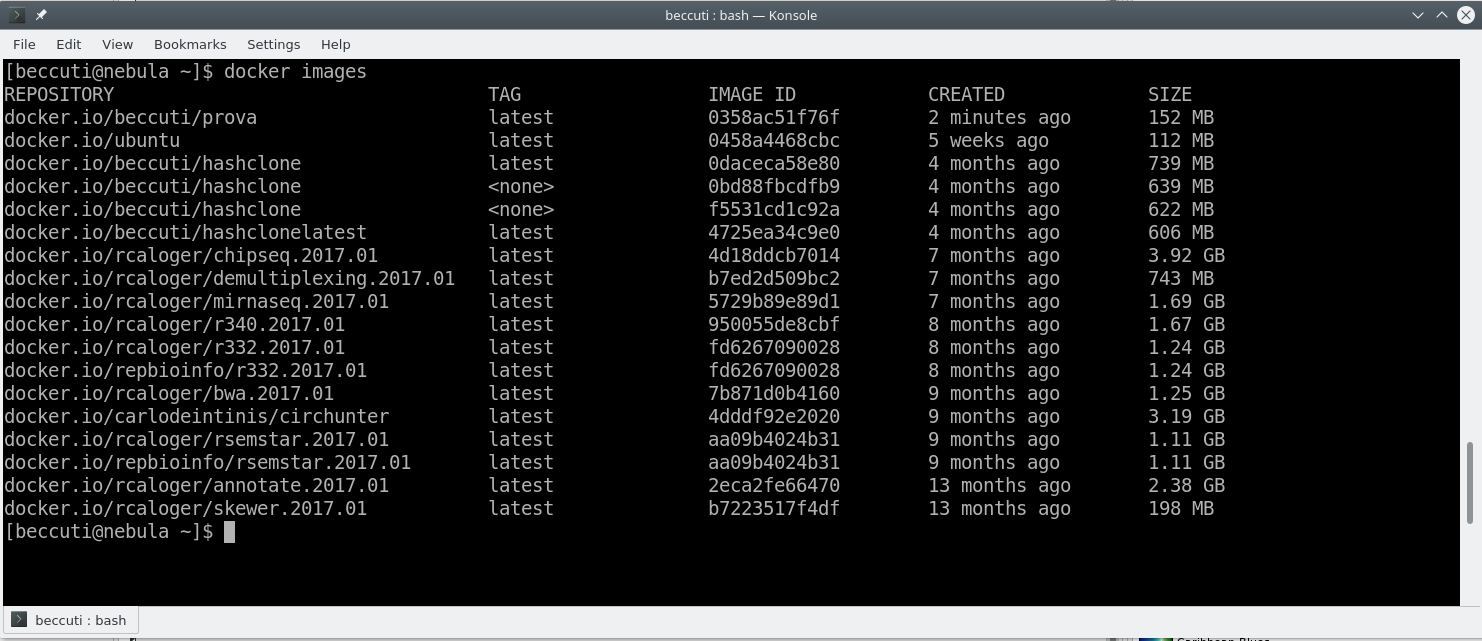 beccuti : bash — Konsole
File Edit View Bookmarks Settings Help
[beccuti@nebula ~]$ docker images
REPOSITORY TAG IMAGE ID CREATED SIZE
docker.io/beccuti/prova latest 0358ac51f76f 2 minutes ago 152 MB
docker.io/ubuntu latest 0458a4468cbc 5 weeks ago 112 MB
docker.io/beccuti/hashclone latest 0daceca58e80 4 months ago 739 MB
docker.io/beccuti/hashclone <none> 0bd88fbcdfb9 4 months ago 639 MB
docker.io/beccuti/hashclone <none> f5531cd1c92a 4 months ago 622 MB
docker.io/beccuti/hashclonelatest latest 4725ea34c9e0 4 months ago 606 MB
docker.io/rcaloger/chipseq.2017.01 latest 4d18ddcb7014 7 months ago 3.92 GB
docker.io/rcaloger/demultiplexing.2017.01 latest b7ed2d509bc2 7 months ago 743 MB
docker.io/rcaloger/mirnaseq.2017.01 latest 5729b89e89d1 7 months ago 1.69 GB
docker.io/rcaloger/r340.2017.01 latest 950055de8cbf 8 months ago 1.67 GB
docker.io/rcaloger/r332.2017.01 latest fd6267090028 8 months ago 1.24 GB
docker.io/repbioinfo/r332.2017.01 latest fd6267090028 8 months ago 1.24 GB
docker.io/rcaloger/bwa.2017.01 latest 7b871d0b4160 9 months ago 1.25 GB
docker.io/carlodeintinis/circhunter latest 4dddf92e2020 9 months ago 3.19 GB
docker.io/rcaloger/rsemstar.2017.01 latest aa09b4024b31 9 months ago 1.11 GB
docker.io/repbioinfo/rsemstar.2017.01 latest aa09b4024b31 9 months ago 1.11 GB
docker.io/rcaloger/annotate.2017.01 latest 2eca2fe66470 13 months ago 2.38 GB
docker.io/rcaloger/skewer.2017.01 latest b7223517f4df 13 months ago 198 MB
[beccuti@nebula ~]$
beccuti : bash